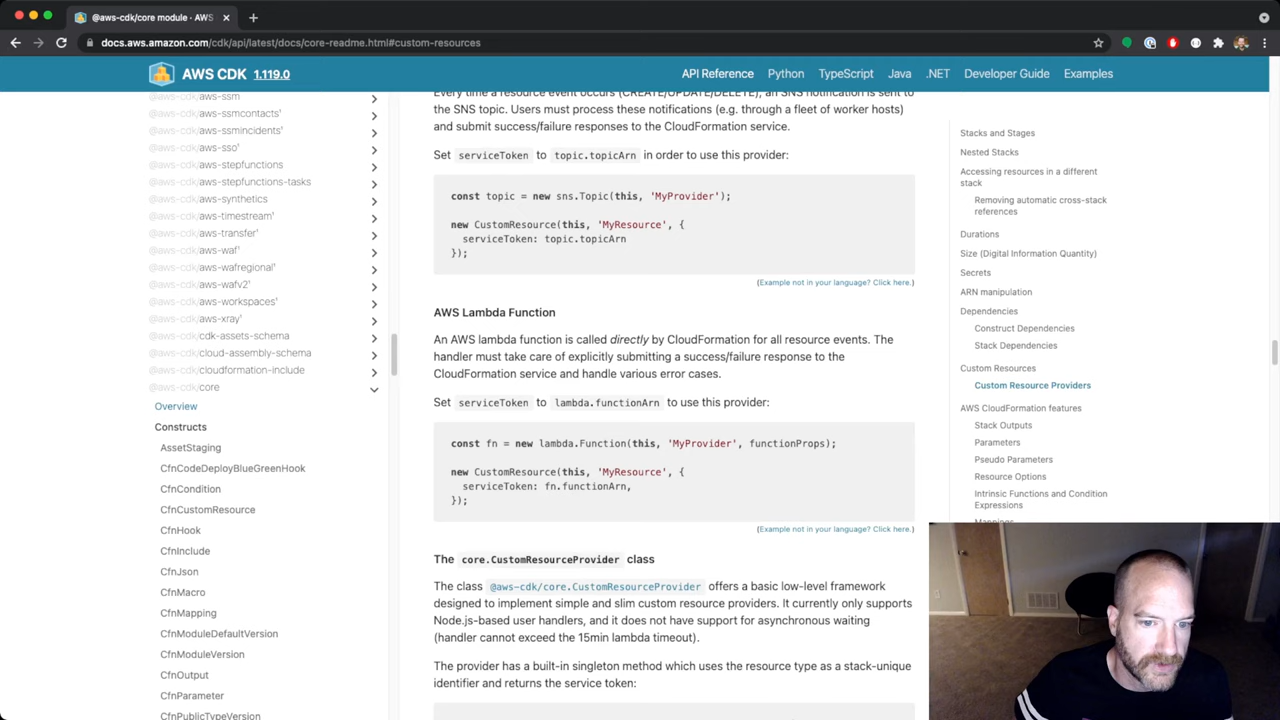 @aws-cdk/core module · AWS
docs.aws.amazon.com/cdk/api/latest/docs/core-readme.html#custom-resources
AWS CDK 1.119.0
API Reference Python TypeScript Java .NET Developer Guide Examples
@aws-cdk/aws-ssm
@aws-cdk/aws-ssmcontacts¹
@aws-cdk/aws-ssmincidents¹
@aws-cdk/aws-sso¹
@aws-cdk/aws-stepfunctions
@aws-cdk/aws-stepfunctions-tasks
@aws-cdk/aws-synthetics
@aws-cdk/aws-timestream¹
@aws-cdk/aws-transfer¹
@aws-cdk/aws-waf¹
@aws-cdk/aws-wafregional¹
@aws-cdk/aws-wafv2¹
@aws-cdk/aws-workspaces¹
@aws-cdk/aws-xray¹
@aws-cdk/cdk-assets-schema
@aws-cdk/cloud-assembly-schema
@aws-cdk/cloudformation-include
@aws-cdk/core
Overview
Constructs
AssetStaging
CfnCodeDeployBlueGreenHook
CfnCondition
CfnCustomResource
CfnHook
CfnInclude
CfnJson
CfnMacro
CfnMapping
CfnModuleDefaultVersion
CfnModuleVersion
CfnOutput
CfnParameter
CfnPublicTypeVersion
Every time a resource event occurs (CREATE/UPDATE/DELETE), an SNS notification is sent to
the SNS topic. Users must process these notifications (e.g. through a fleet of worker hosts)
and submit success/failure responses to the CloudFormation service.
Set serviceToken to topic.topicArn in order to use this provider:
const topic = new sns.Topic(this, 'MyProvider');
new CustomResource(this, 'MyResource', {
serviceToken: topic.topicArn
});
(Example not in your language? Click here.)
AWS Lambda Function
An AWS lambda function is called directly by CloudFormation for all resource events. The
handler must take care of explicitly submitting a success/failure response to the
CloudFormation service and handle various error cases.
Set serviceToken to lambda.functionArn to use this provider:
const fn = new lambda.Function(this, 'MyProvider', functionProps);
new CustomResource(this, 'MyResource', {
serviceToken: fn.functionArn,
});
(Example not in your language? Click here.)
The core.CustomResourceProvider class
The class @aws-cdk/core.CustomResourceProvider offers a basic low-level framework
designed to implement simple and slim custom resource providers. It currently only supports
Node.js-based user handlers, and it does not have support for asynchronous waiting
(handler cannot exceed the 15min lambda timeout).
The provider has a built-in singleton method which uses the resource type as a stack-unique
identifier and returns the service token:
Stacks and Stages
Nested Stacks
Accessing resources in a different
stack
Removing automatic cross-stack
references
Durations
Size (Digital Information Quantity)
Secrets
ARN manipulation
Dependencies
Construct Dependencies
Stack Dependencies
Custom Resources
Custom Resource Providers
AWS CloudFormation features
Stack Outputs
Parameters
Pseudo Parameters
Resource Options
Intrinsic Functions and Condition
Expressions
Mappings